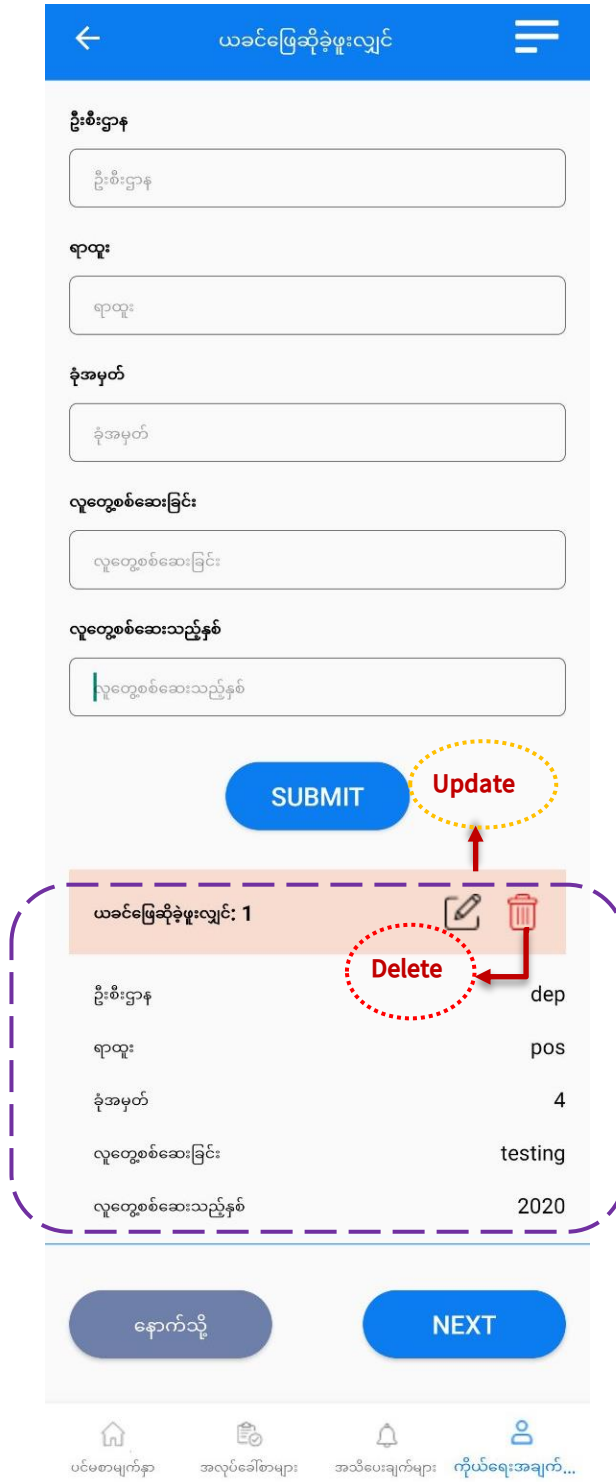 ယခင်ဖြေဆိုခဲ့ဖူးလျှင်
ဦးစီးဌာန
ဦးစီးဌာန
ရာထူး
ရာထူး
ခုံအမှတ်
ခုံအမှတ်
လူတွေ့စစ်ဆေးခြင်း
လူတွေ့စစ်ဆေးခြင်း
လူတွေ့စစ်ဆေးသည့်နှစ်
လူတွေ့စစ်ဆေးသည့်နှစ်
SUBMIT
Update
ယခင်ဖြေဆိုခဲ့ဖူးလျှင်: 1
Delete
ဦးစီးဌာန dep
ရာထူး pos
ခုံအမှတ် 4
လူတွေ့စစ်ဆေးခြင်း testing
လူတွေ့စစ်ဆေးသည့်နှစ် 2020
နောက်သို့ NEXT
ပင်မစာမျက်နှာ အလုပ်ခေါ်စာများ အသိပေးချက်များ ကိုယ်ရေးအချက်...